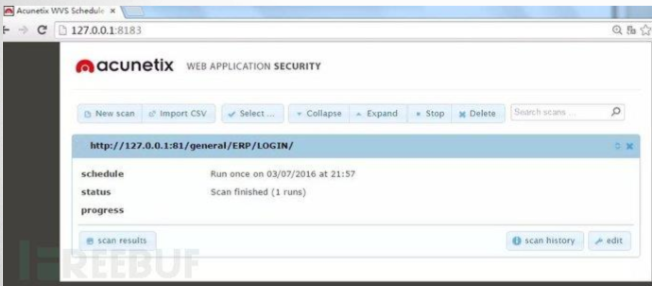 Acunetix WVS Schedule
127.0.0.1:8183
acunetix WEB APPLICATION SECURITY
New scan Import CSV Select ... Collapse Expand Stop Delete Search scans ...
http://127.0.0.1:81/general/ERP/LOGIN/
schedule Run once on 03/07/2016 at 21:57
status Scan finished (1 runs)
progress
scan results scan history edit
FREEBUF